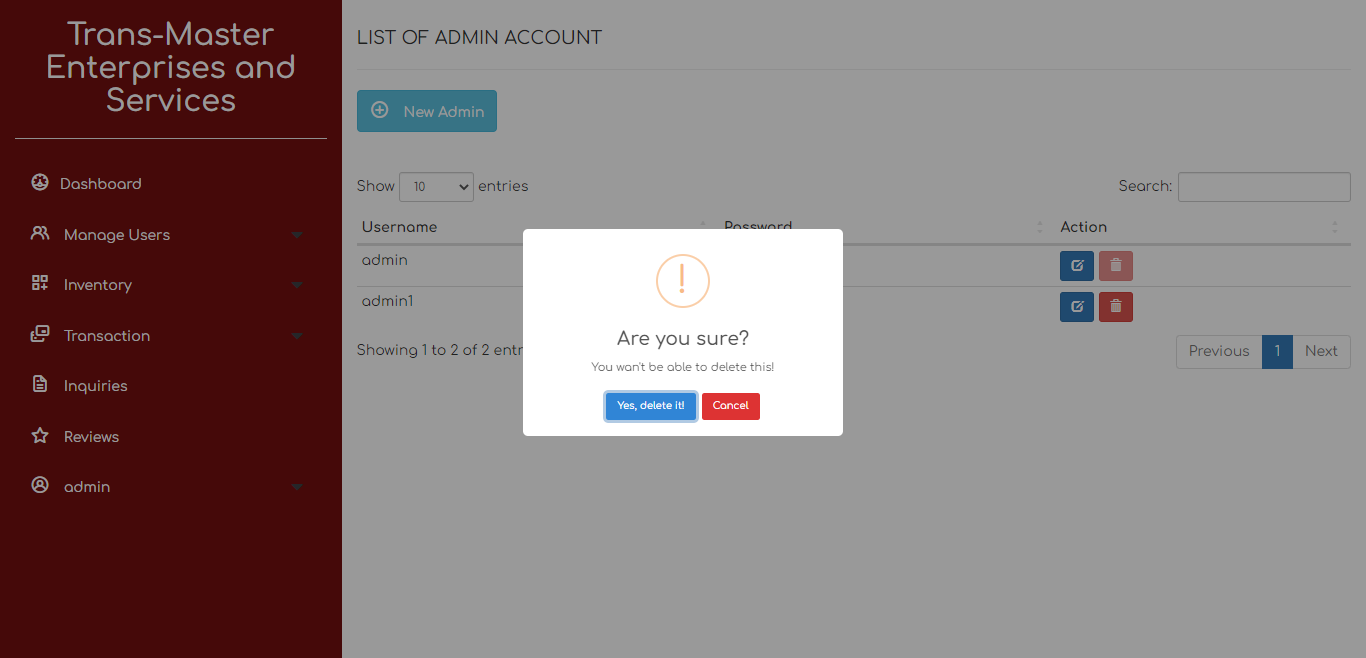 Trans-Master
Enterprises and
Services
Dashboard
Manage Users
Inventory
Transaction
Inquiries
Reviews
admin
LIST OF ADMIN ACCOUNT
New Admin
Show 10 entries
Search:
Username Password Action
admin
admin1
Showing 1 to 2 of 2 entr
Previous 1 Next
!
Are you sure?
You wan't be able to delete this!
Yes, delete it! Cancel